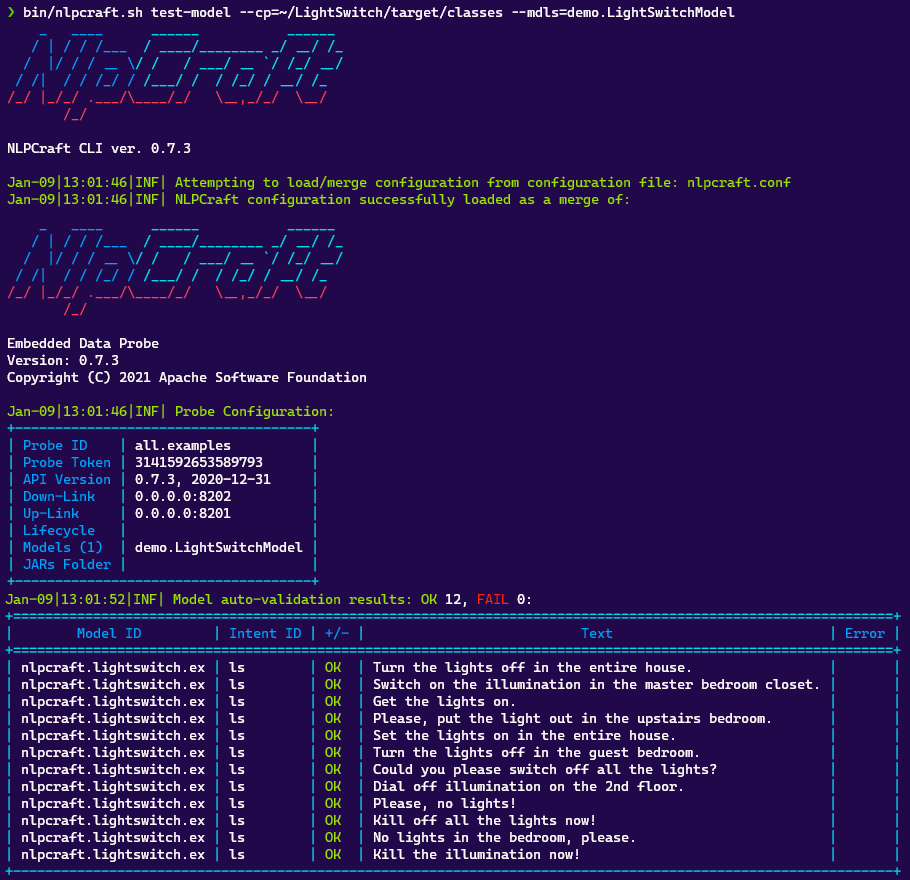 ❯ bin/nlpcraft.sh test-model --cp=~/LightSwitch/target/classes --mdls=demo.LightSwitchModel
NLPCraft
NLPCraft CLI ver. 0.7.3
Jan-09|13:01:46|INF| Attempting to load/merge configuration from configuration file: nlpcraft.conf
Jan-09|13:01:46|INF| NLPCraft configuration successfully loaded as a merge of:
NLPCraft
Embedded Data Probe
Version: 0.7.3
Copyright (C) 2021 Apache Software Foundation
Jan-09|13:01:46|INF| Probe Configuration:
+-------------------------------------+
| Probe ID | all.examples |
| Probe Token | 3141592653589793 |
| API Version | 0.7.3, 2020-12-31 |
| Down-Link | 0.0.0.0:8202 |
| Up-Link | 0.0.0.0:8201 |
| Lifecycle | |
| Models (1) | demo.LightSwitchModel |
| JARs Folder | |
+-------------------------------------+
Jan-09|13:01:52|INF| Model auto-validation results: OK 12, FAIL 0:
| Model ID | Intent ID | +/- | Text | Error |
| nlpcraft.lightswitch.ex | ls | OK | Turn the lights off in the entire house. | |
| nlpcraft.lightswitch.ex | ls | OK | Switch on the illumination in the master bedroom closet. | |
| nlpcraft.lightswitch.ex | ls | OK | Get the lights on. | |
| nlpcraft.lightswitch.ex | ls | OK | Please, put the light out in the upstairs bedroom. | |
| nlpcraft.lightswitch.ex | ls | OK | Set the lights on in the entire house. | |
| nlpcraft.lightswitch.ex | ls | OK | Turn the lights off in the guest bedroom. | |
| nlpcraft.lightswitch.ex | ls | OK | Could you please switch off all the lights? | |
| nlpcraft.lightswitch.ex | ls | OK | Dial off illumination on the 2nd floor. | |
| nlpcraft.lightswitch.ex | ls | OK | Please, no lights! | |
| nlpcraft.lightswitch.ex | ls | OK | Kill off all the lights now! | |
| nlpcraft.lightswitch.ex | ls | OK | No lights in the bedroom, please. | |
| nlpcraft.lightswitch.ex | ls | OK | Kill the illumination now! | |